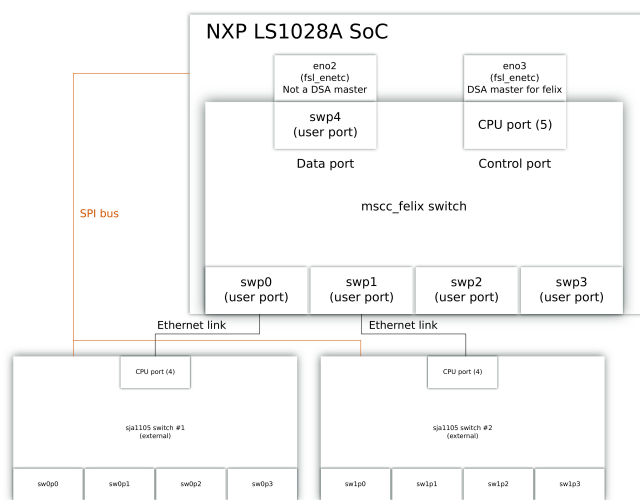 NXP LS1028A SoC
eno2
(fsl_enetc)
Not a DSA master
eno3
(fsl_enetc)
DSA master for felix
swp4
(user port)
CPU port (5)
Data port
Control port
mscc_felix switch
SPI bus
swp0
(user port)
swp1
(user port)
swp2
(user port)
swp3
(user port)
Ethernet link
Ethernet link
CPU port (4)
CPU port (4)
sja1105 switch #1
(external)
sja1105 switch #2
(external)
sw0p0
sw0p1
sw0p2
sw0p3
sw1p0
sw1p1
sw1p2
sw1p3